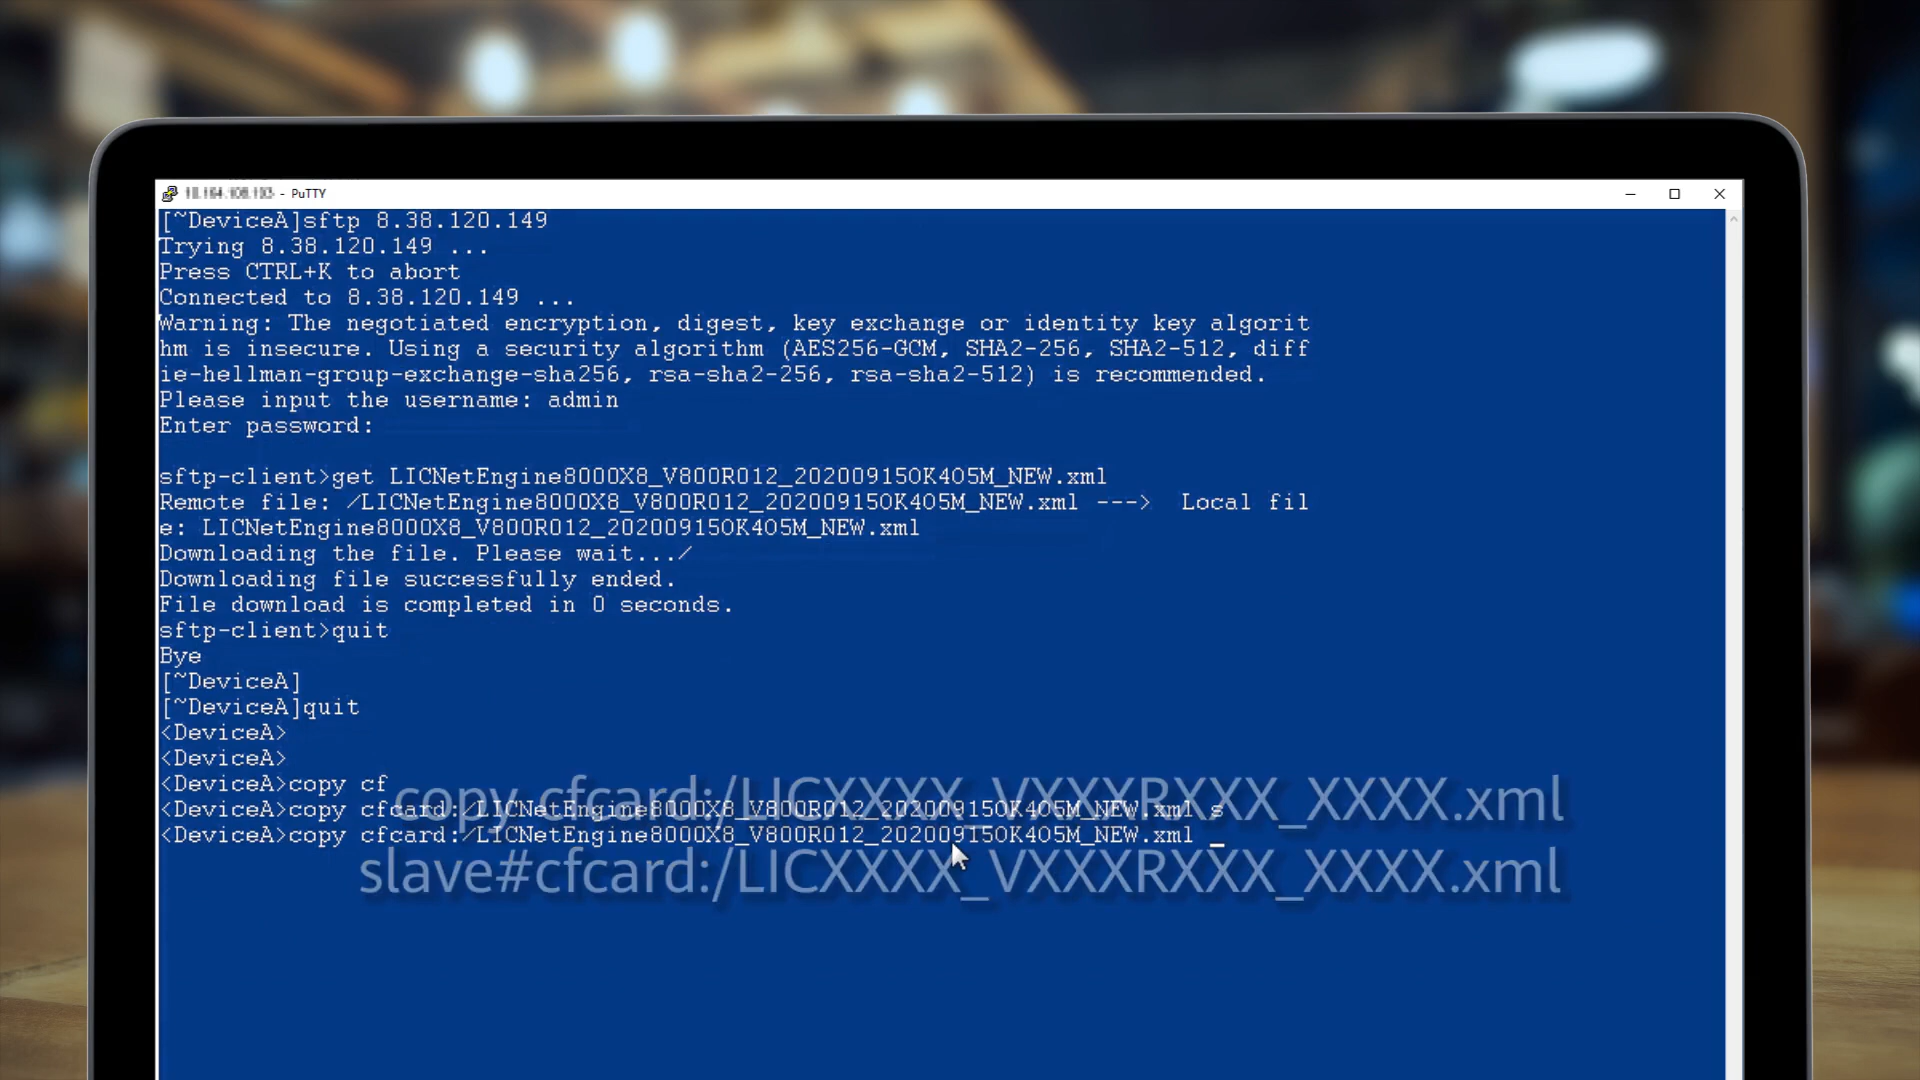 - PuTTY
[~DeviceA]sftp 8.38.120.149
Trying 8.38.120.149 ...
Press CTRL+K to abort
Connected to 8.38.120.149 ...
Warning: The negotiated encryption, digest, key exchange or identity key algorit
hm is insecure. Using a security algorithm (AES256-GCM, SHA2-256, SHA2-512, diff
ie-hellman-group-exchange-sha256, rsa-sha2-256, rsa-sha2-512) is recommended.
Please input the username: admin
Enter password:
sftp-client>get LICNetEngine8000X8_V800R012_20200915OK4O5M_NEW.xml
Remote file: /LICNetEngine8000X8_V800R012_20200915OK4O5M_NEW.xml ---> Local fil
e: LICNetEngine8000X8_V800R012_20200915OK4O5M_NEW.xml
Downloading the file. Please wait.../
Downloading file successfully ended.
File download is completed in 0 seconds.
sftp-client>quit
Bye
[~DeviceA]
[~DeviceA]quit
<DeviceA>
<DeviceA>
<DeviceA>copy cf
copy cfcard:/LICXXXX_VXXXRXXX_XXXX.xml
<DeviceA>copy cfcard:/LICNetEngine8000X8_V800R012_20200915OK4O5M_NEW.xml s
<DeviceA>copy cfcard:/LICNetEngine8000X8_V800R012_20200915OK4O5M_NEW.xml _
slave#cfcard:/LICXXXX_VXXXRXXX_XXXX.xml